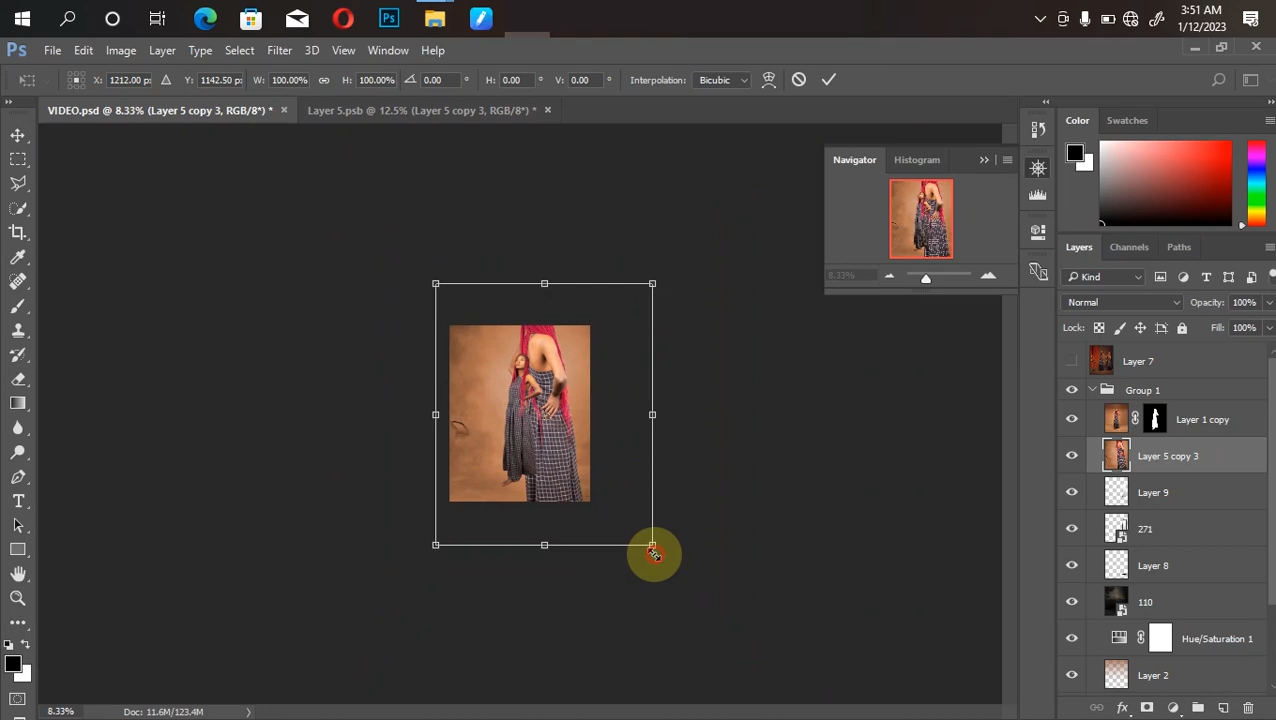 3:51 AM
1/12/2023
Ps
Ps File Edit Image Layer Type Select Filter 3D View Window Help
X: 1212.00 px Y: 1142.50 px W: 100.00% H: 100.00% 0.00 ° H: 0.00 ° V: 0.00 ° Interpolation: Bicubic
VIDEO.psd @ 8.33% (Layer 5 copy 3, RGB/8*) * Layer 5.psb @ 12.5% (Layer 5 copy 3, RGB/8*) *
Color Swatches
Navigator Histogram
8.33%
Layers Channels Paths
Kind
Normal Opacity: 100%
Lock: Fill: 100%
Layer 7
Group 1
Layer 1 copy
Layer 5 copy 3
Layer 9
271
Layer 8
110
Hue/Saturation 1
Layer 2
8.33% Doc: 11.6M/123.4M